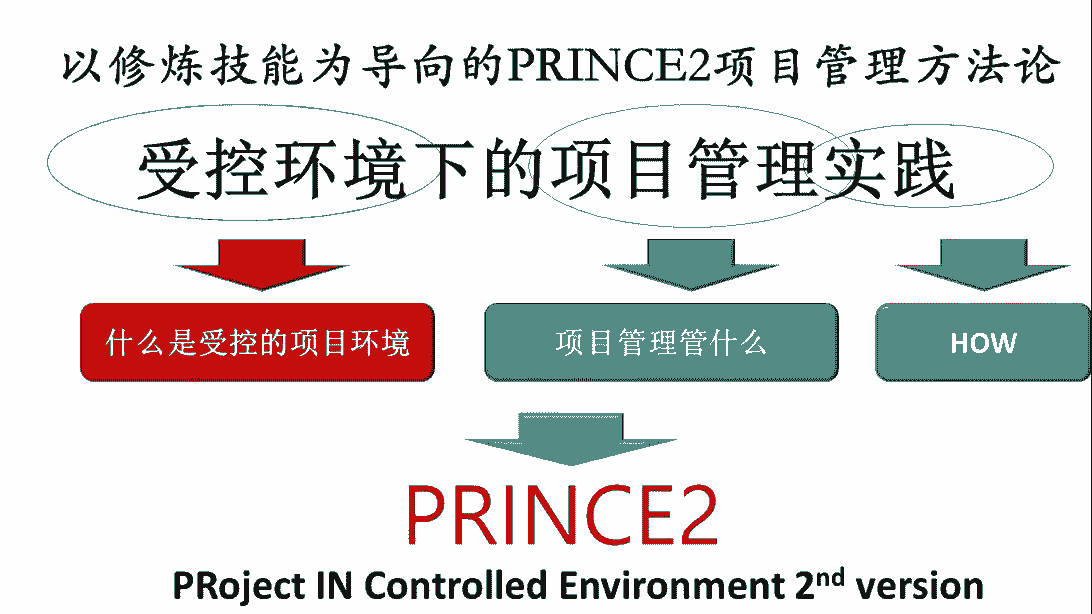 以修炼技能为导向的PRINCE2项目管理方法论
受控环境下的项目管理实践
什么是受控的项目环境
项目管理管什么
HOW
PRINCE2
PRoject IN Controlled Environment 2nd version